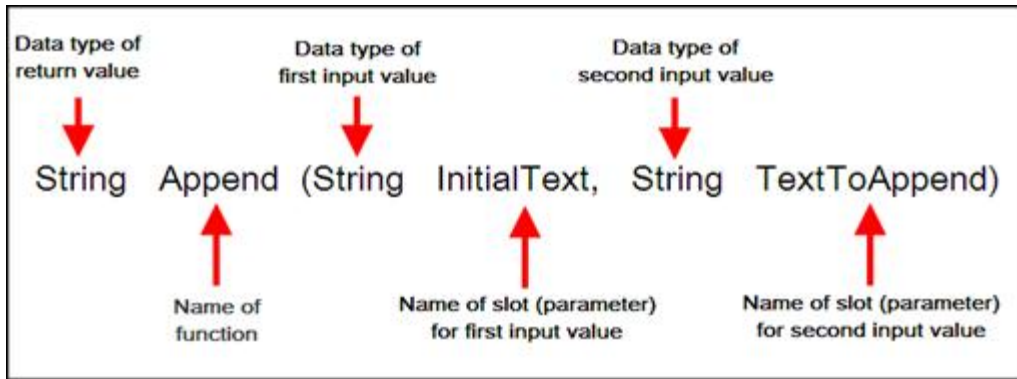 Data type of
return value
Data type of
first input value
Data type of
second input value
String Append (String InitialText, String TextToAppend)
Name of
function
Name of slot (parameter)
for first input value
Name of slot (parameter)
for second input value